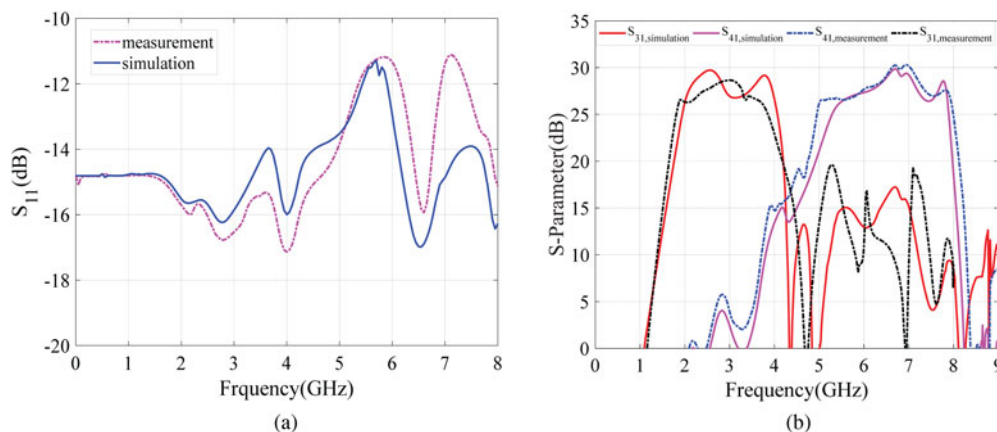 -10
-12
-14
-16
-18
-20
S11(dB)
measurement
simulation
0 1 2 3 4 5 6 7 8
Frquency(GHz)
(a)
35
30
25
20
15
10
5
0
S-Parameter(dB)
S31,simulation S41,simulation S41,measurement S31,measurement
0 1 2 3 4 5 6 7 8 9
Frequency(GHz)
(b)